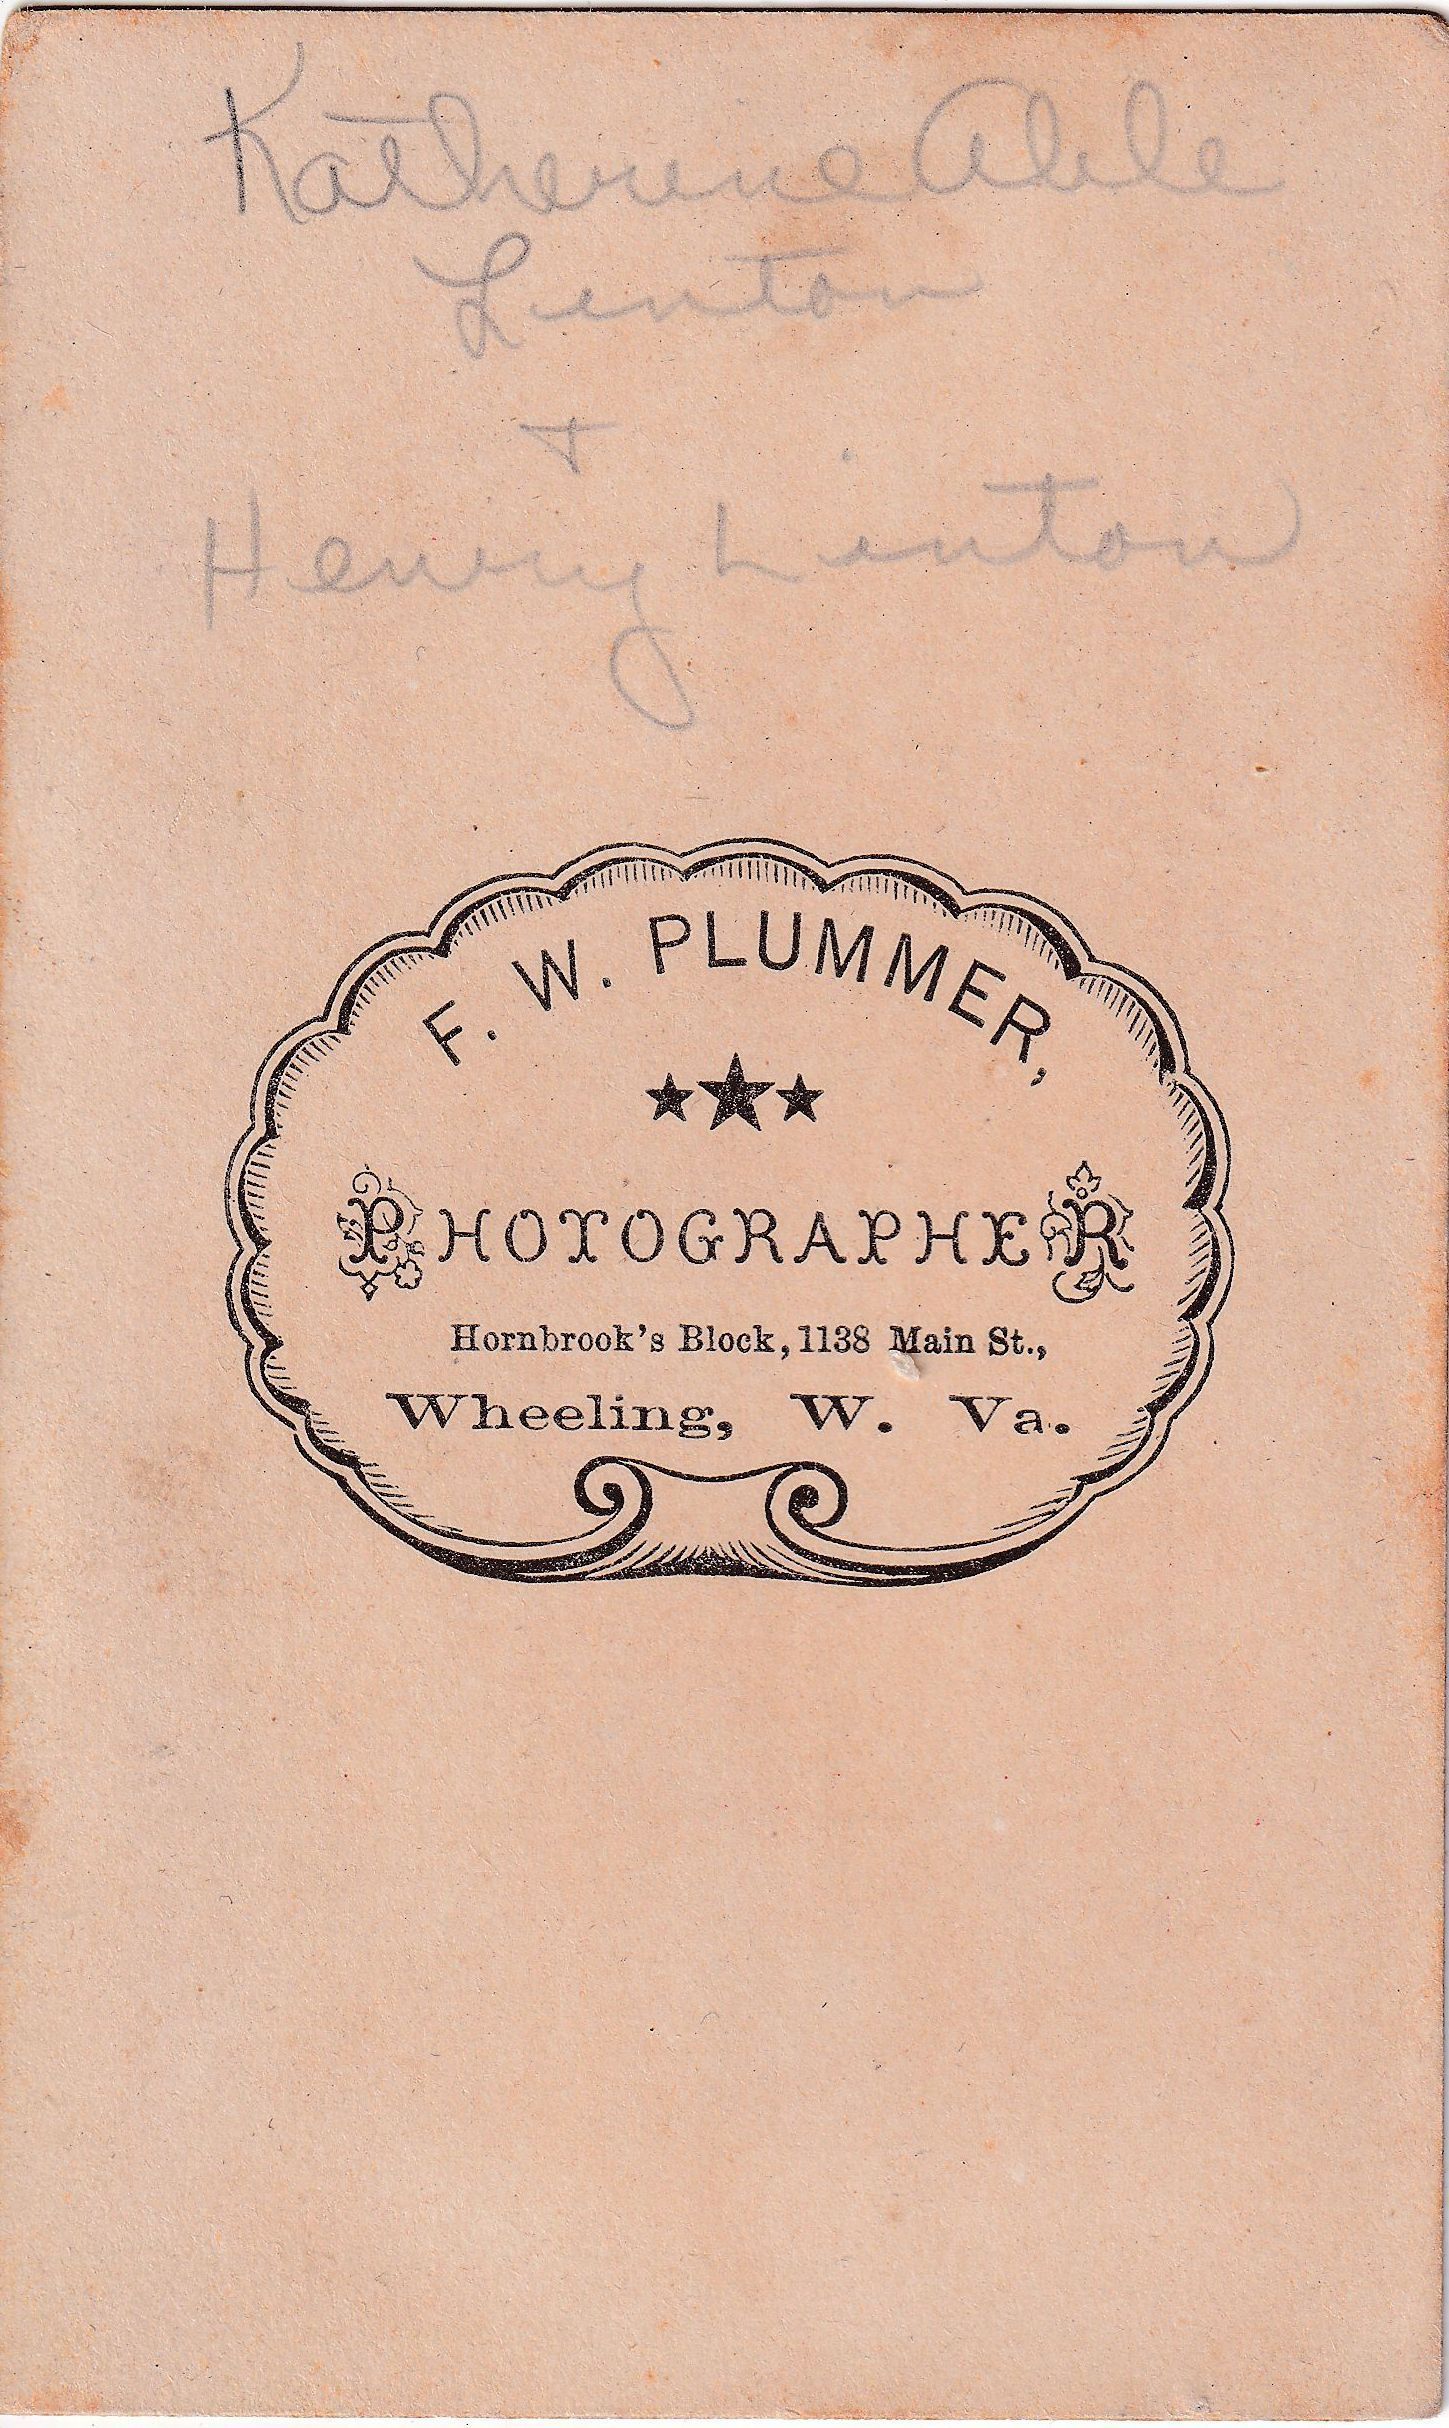 Katherine Able
Linton
+
Henry Linton
F. W. PLUMMER,
PHOTOGRAPHER
Hornbrook's Block, 1138 Main St.,
Wheeling, W. Va.